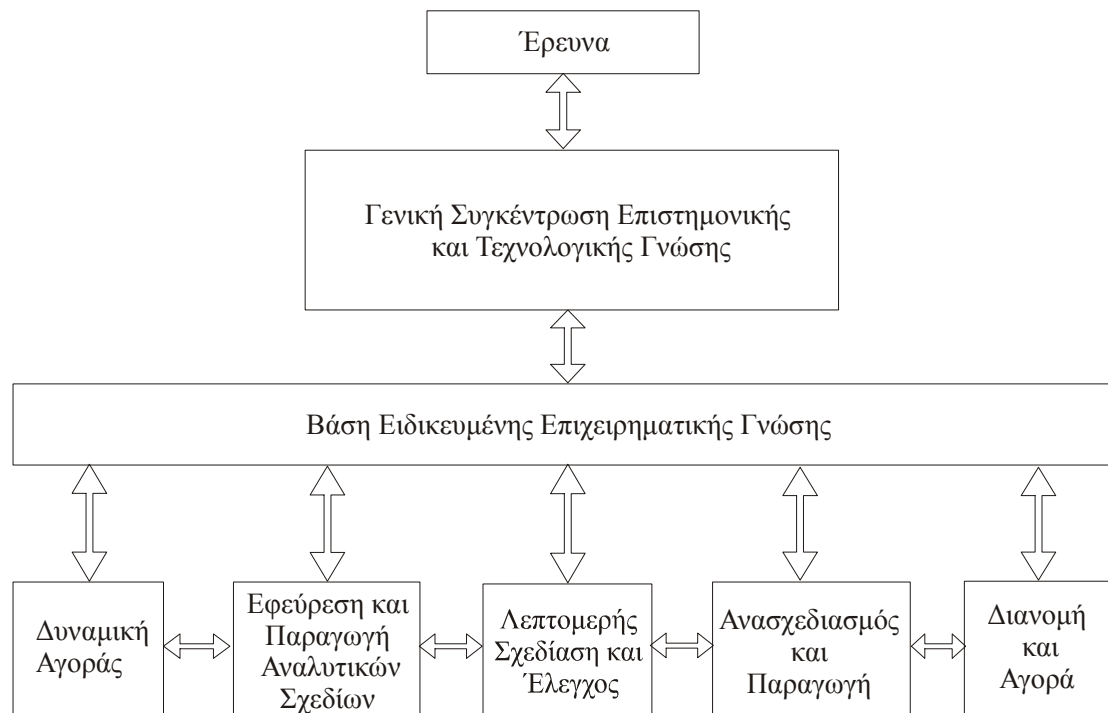 Έρευνα
Γενική Συγκέντρωση Επιστημονικής
και Τεχνολογικής Γνώσης
Βάση Ειδικευμένης Επιχειρηματικής Γνώσης
Δυναμική
Αγοράς
Εφεύρεση και
Παραγωγή
Αναλυτικών
Σχεδίων
Λεπτομερής
Σχεδίαση και
Έλεγχος
Ανασχεδιασμός
και
Παραγωγή
Διανομή
και
Αγορά